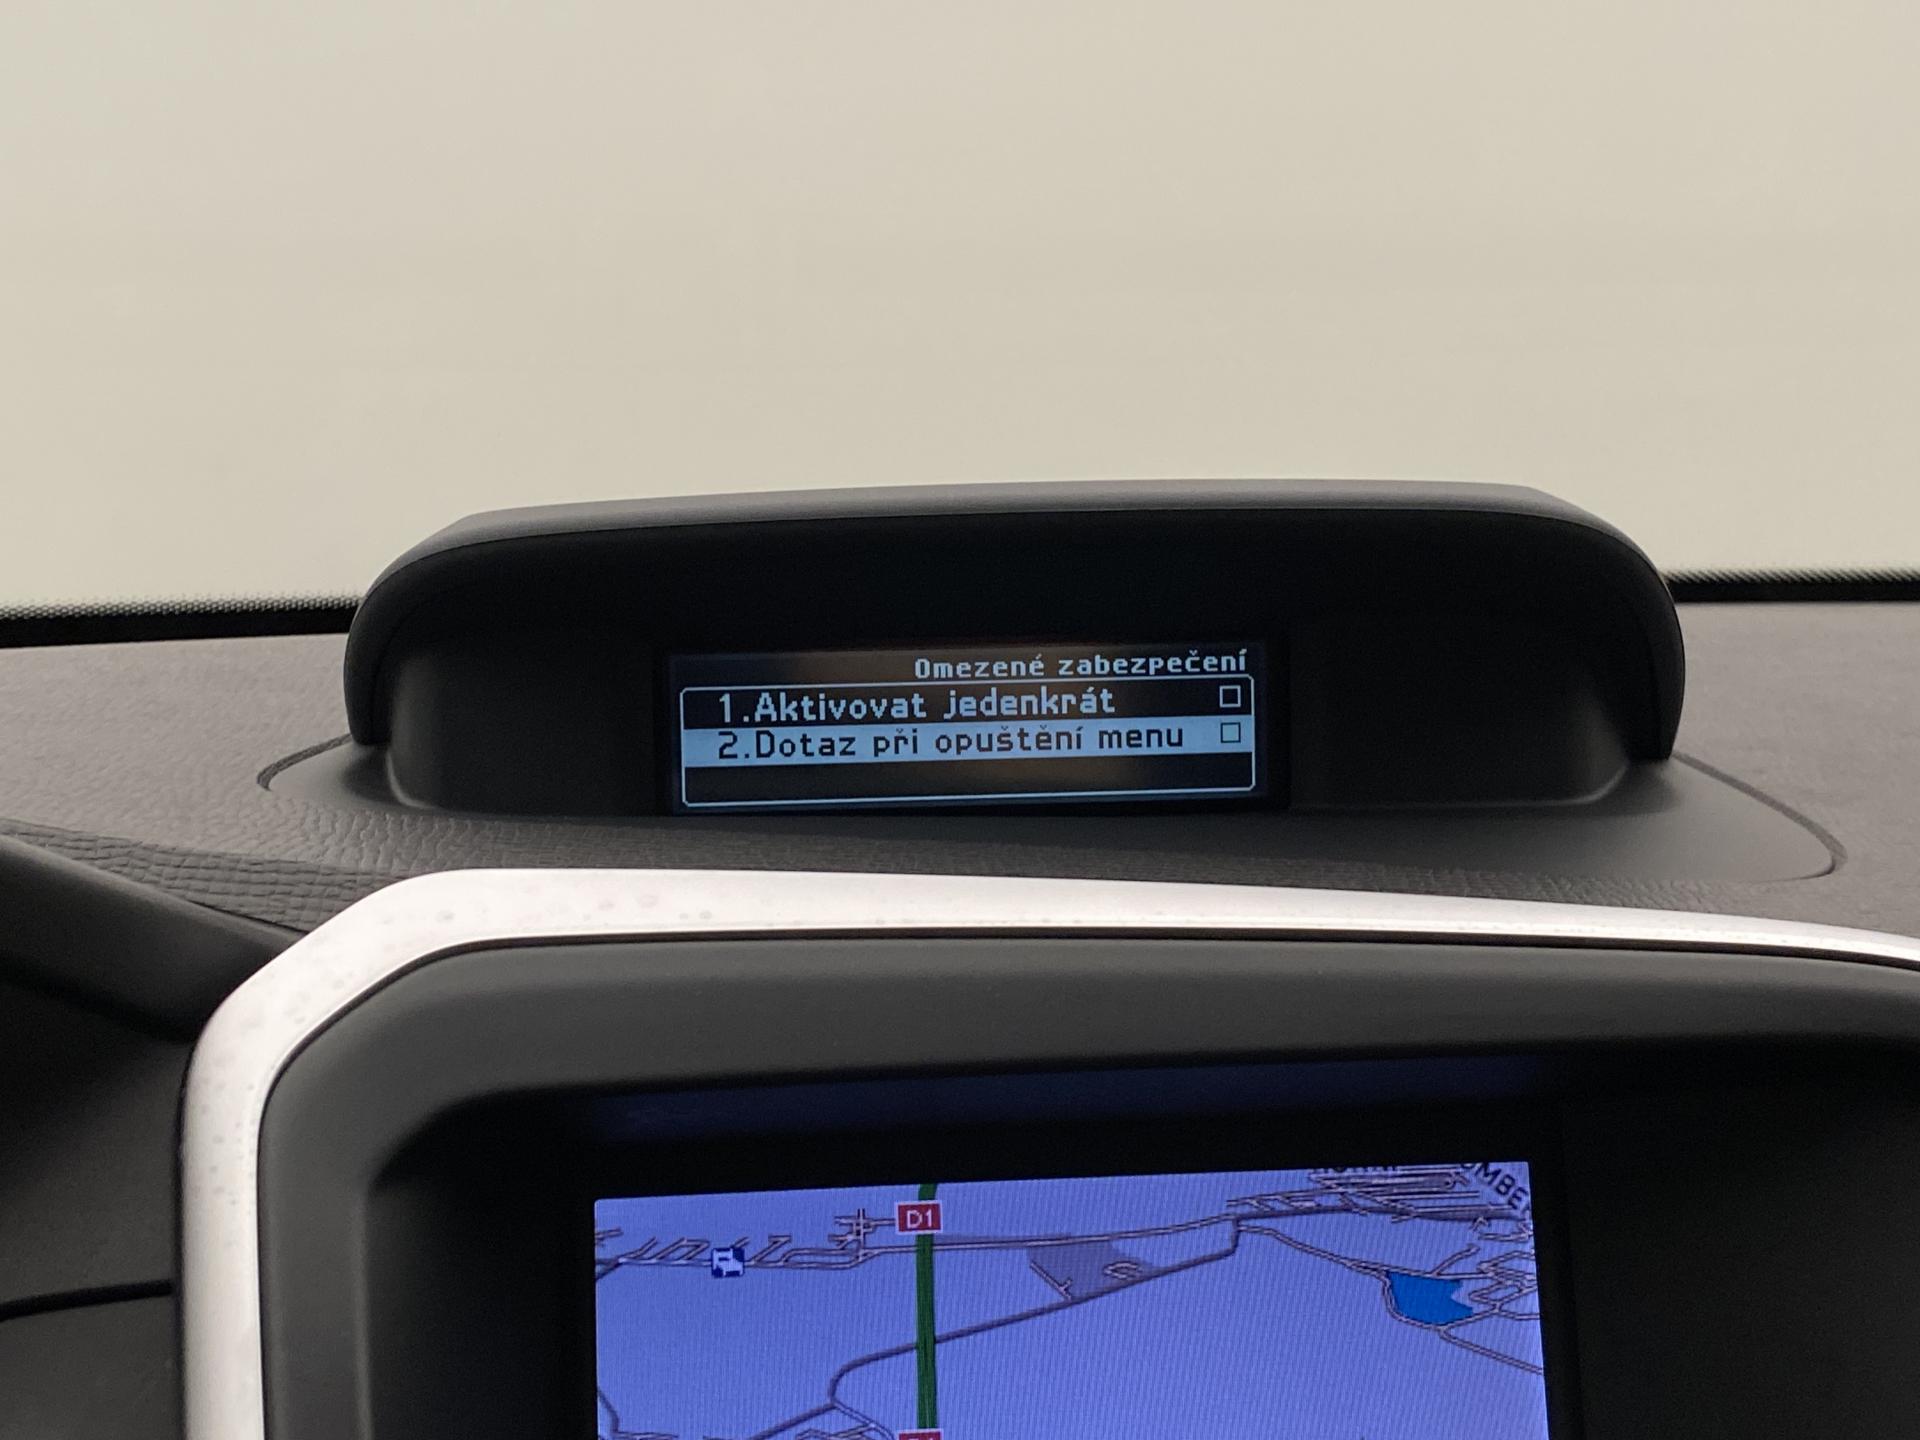 Omezené zabezpečení
1.Aktivovat jedenkrát
2.Dotaz při opuštění menu
D1